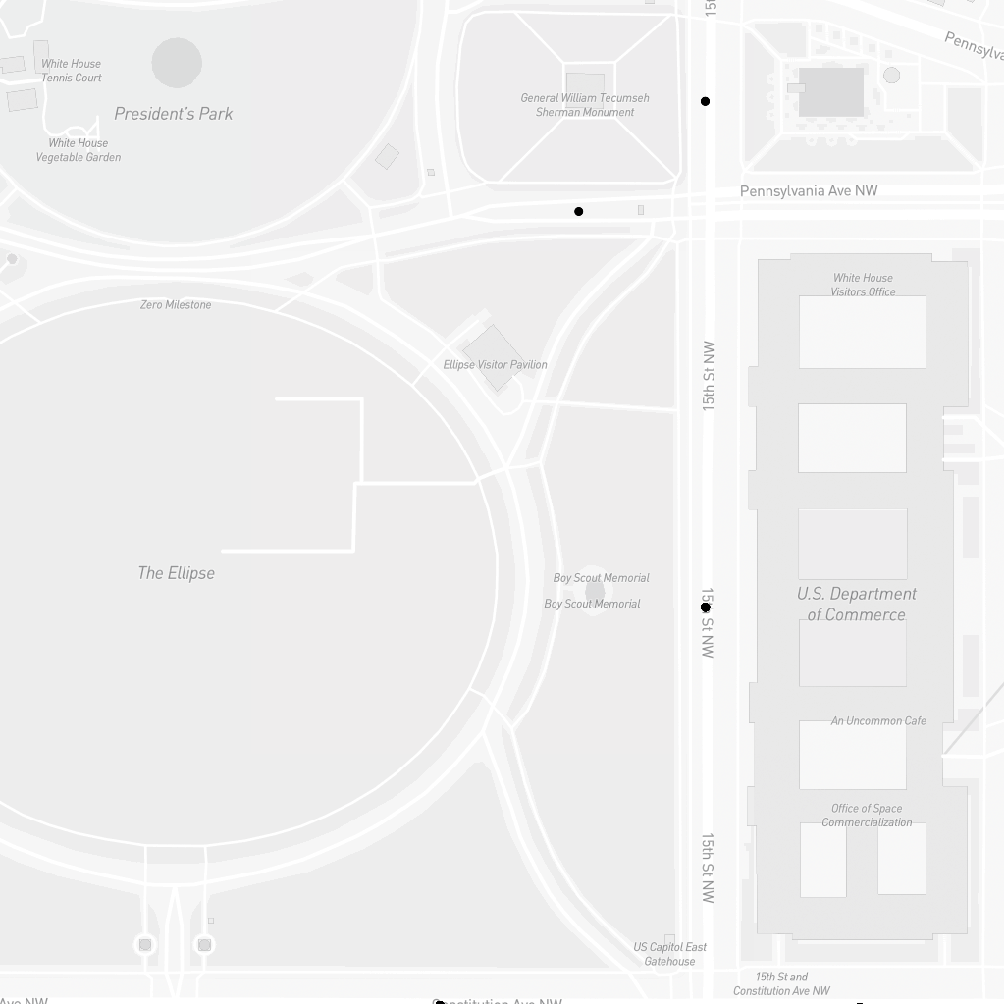 15t
Pennsylva
White House
Tennis Court
President's Park
General William Tecumseh
Sherman Monument
White House
Vegetable Garden
Pennsylvania Ave NW
White House
Visitors Office
Zero Milestone
15th St NW
Ellipse Visitor Pavilion
The Ellipse
Boy Scout Memorial
Boy Scout Memorial
15th St NW
U.S. Department
of Commerce
An Uncommon Cafe
Office of Space
Commercialization
15th St NW
US Capitol East
Gatehouse
15th St and
Constitution Ave NW
Ave NW
Constitution Ave NW